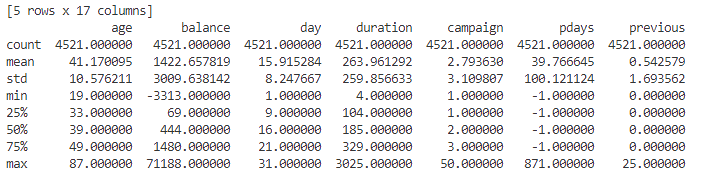 [5 rows x 17 columns]
age balance day duration campaign pdays previous
count 4521.000000 4521.000000 4521.000000 4521.000000 4521.000000 4521.000000 4521.000000
mean 41.170095 1422.657819 15.915284 263.961292 2.793630 39.766645 0.542579
std 10.576211 3009.638142 8.247667 259.856633 3.109807 100.121124 1.693562
min 19.000000 -3313.000000 1.000000 4.000000 1.000000 -1.000000 0.000000
25% 33.000000 69.000000 9.000000 104.000000 1.000000 -1.000000 0.000000
50% 39.000000 444.000000 16.000000 185.000000 2.000000 -1.000000 0.000000
75% 49.000000 1480.000000 21.000000 329.000000 3.000000 -1.000000 0.000000
max 87.000000 71188.000000 31.000000 3025.000000 50.000000 871.000000 25.000000